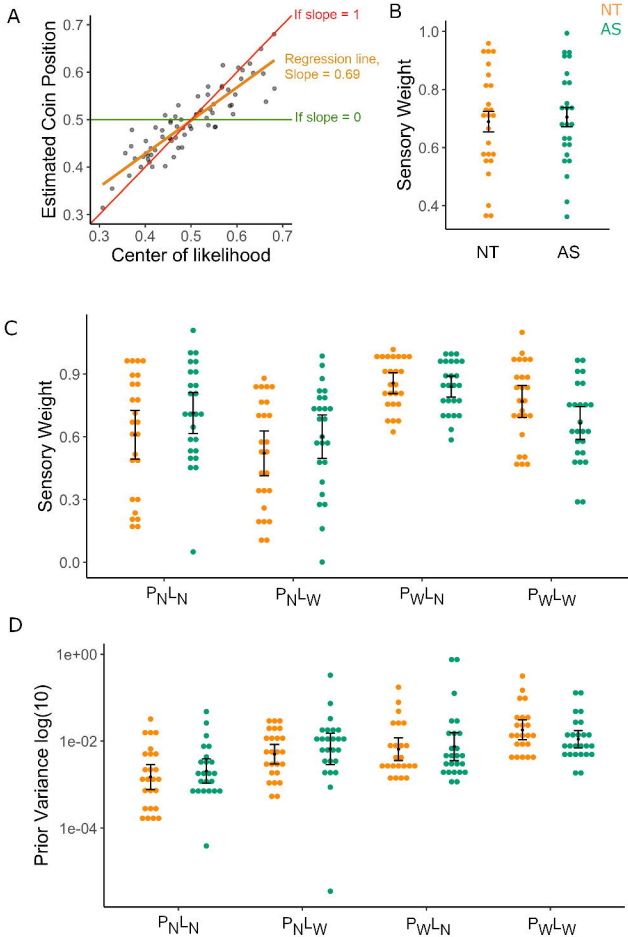 A
Estimated Coin Position
0.7
0.6
0.5
0.4
0.3
0.3 0.4 0.5 0.6 0.7
Center of likelihood
If slope = 1
Regression line,
Slope = 0.69
If slope = 0
B
NT
AS
Sensory Weight
1.0
0.8
0.6
0.4
NT AS
C
Sensory Weight
0.9
0.6
0.3
0.0
PNLN PNLW PWLN PWLW
D
Prior Variance log(10)
1e+00
1e-02
1e-04
PNLN PNLW PWLN PWLW